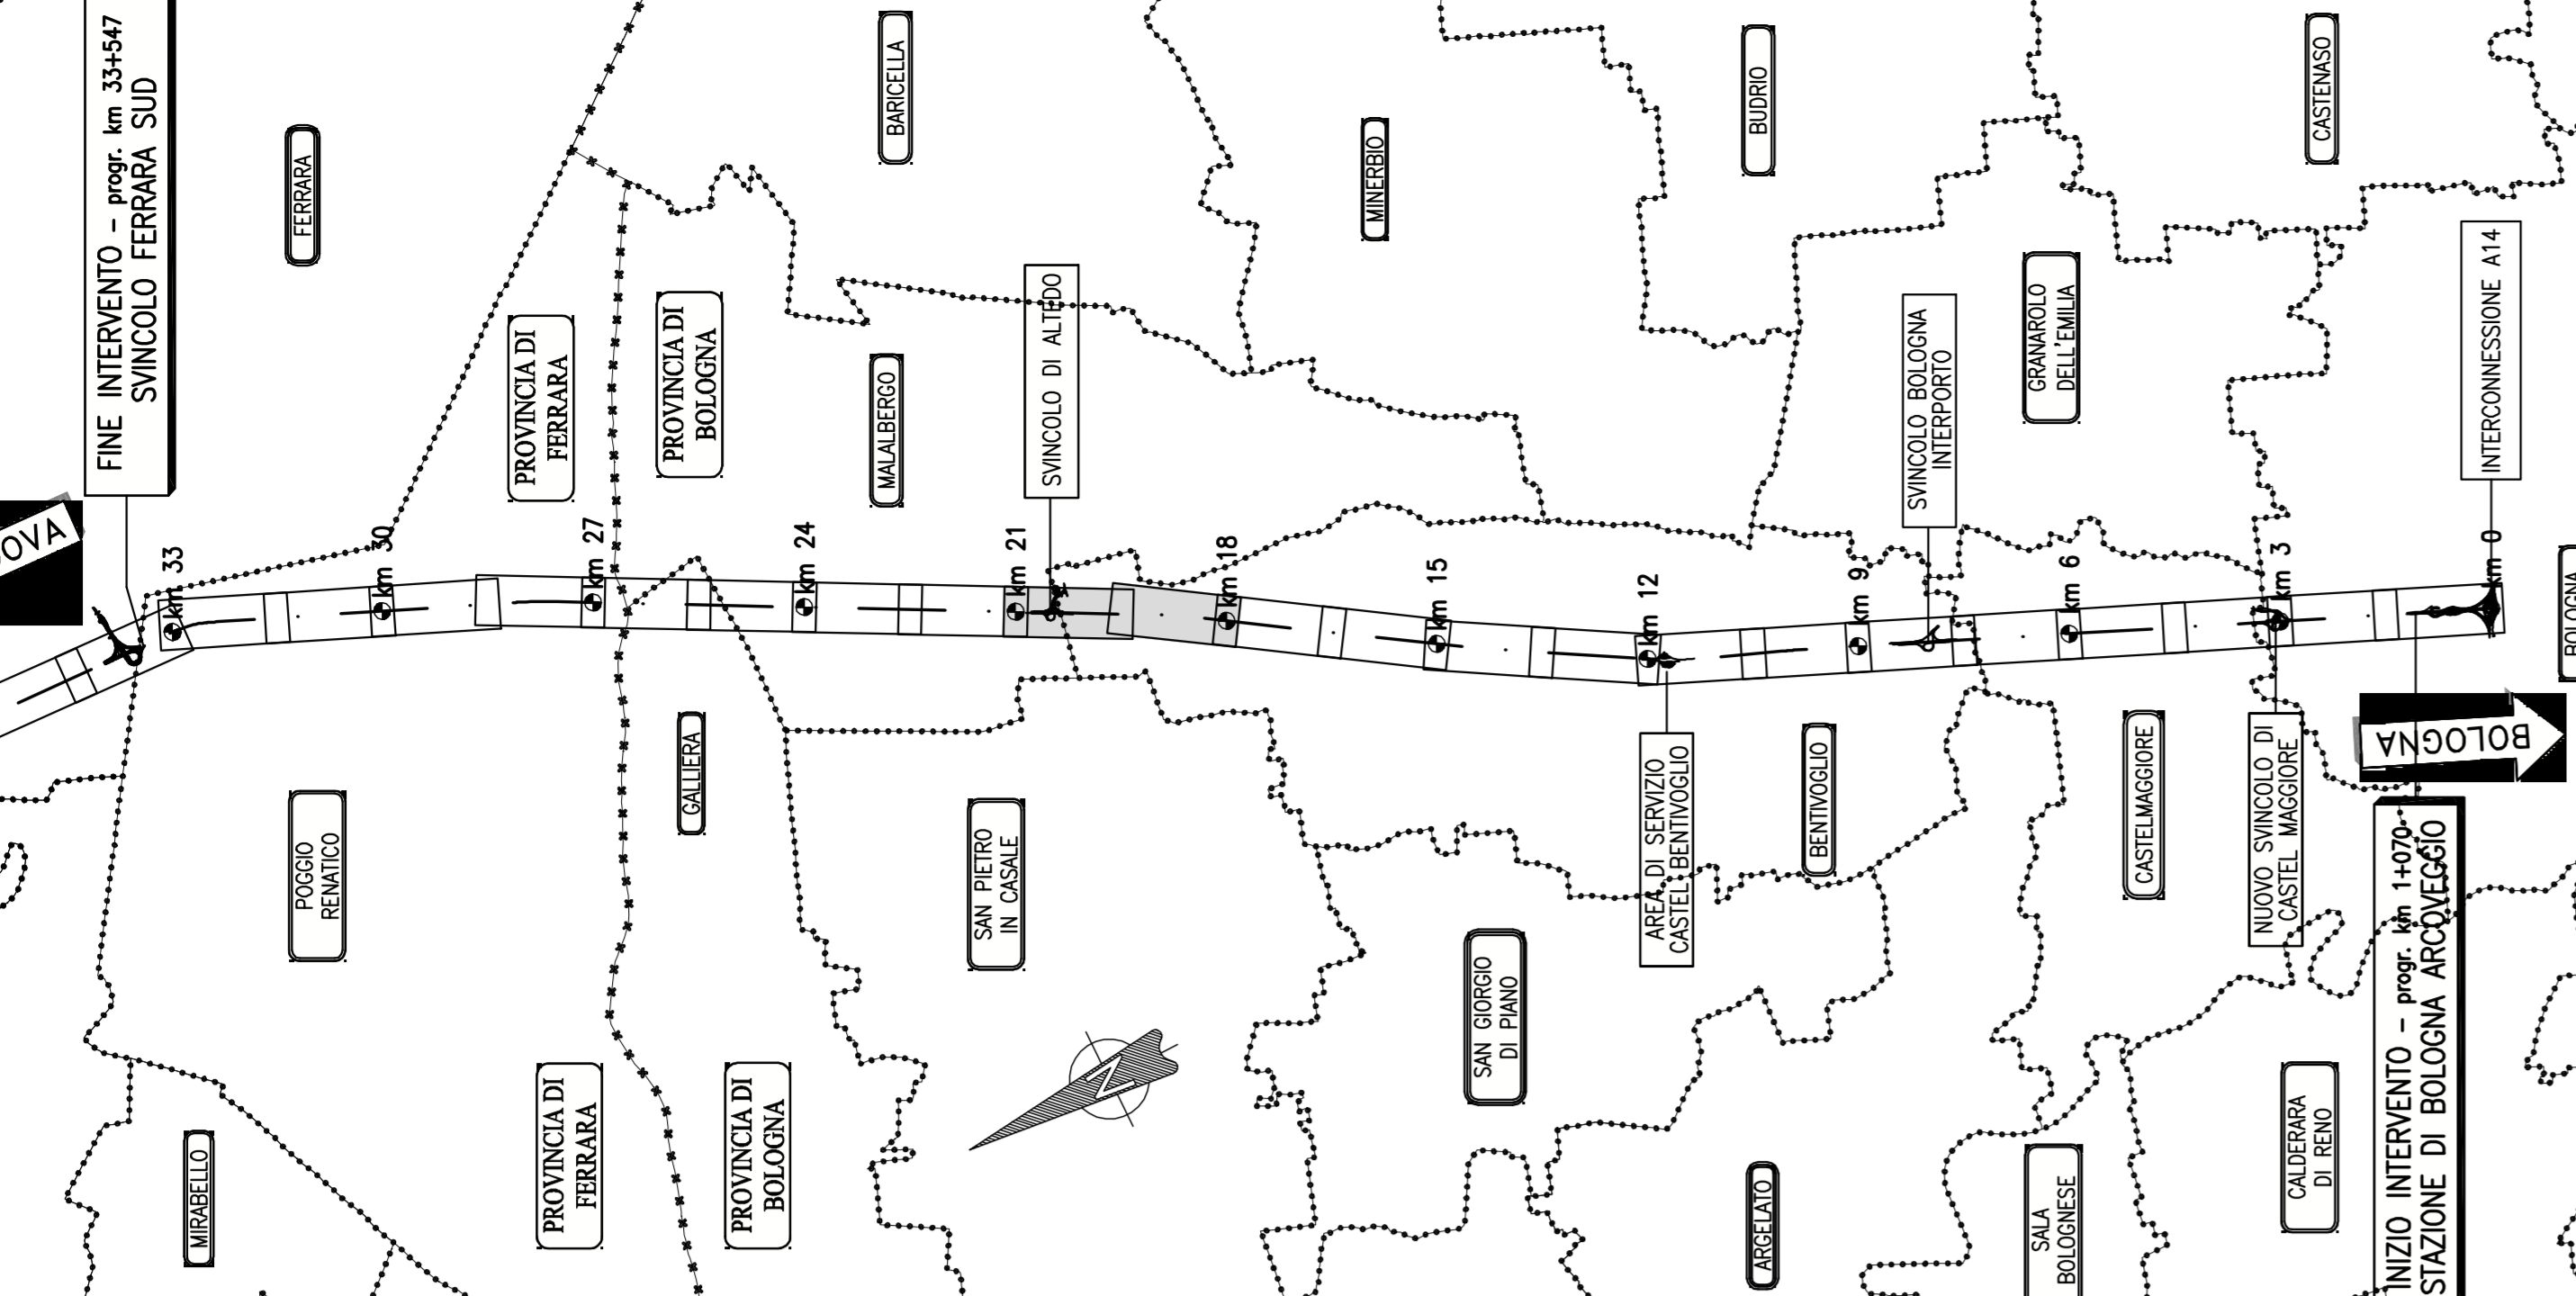 FINE INTERVENTO - progr. km 33+547
SVINCOLO FERRARA SUD
FERRARA
BARICELLA
MINERBIO
BUDRIO
CASTENASO
PROVINCIA DI
FERRARA
PROVINCIA DI
BOLOGNA
MALALBERGO
SVINCOLO DI ALTEDO
SVINCOLO BOLOGNA
INTERPORTO
GRANAROLO
DELL'EMILIA
INTERCONNESSIONE A14
OVA
km 33
km 30
km 27
km 24
km 21
km 18
km 15
km 12
km 9
km 6
km 3
km 0
BOLOGNA
POGGIO
RENATICO
GALLIERA
SAN PIETRO
IN CASALE
SAN GIORGIO
DI PIANO
AREA DI SERVIZIO
CASTEL BENTIVOGLIO
BENTIVOGLIO
CASTELMAGGIORE
NUOVO SVINCOLO DI
CASTEL MAGGIORE
BOLOGNA
INIZIO INTERVENTO - progr. km 1+070
STAZIONE DI BOLOGNA ARCOVEGGIO
MIRABELLO
PROVINCIA DI
FERRARA
PROVINCIA DI
BOLOGNA
N
ARGELATO
SALA
BOLOGNESE
CALDERARA
DI RENO